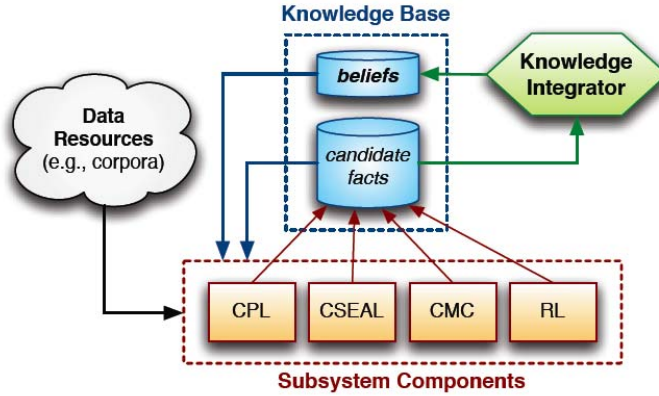 Knowledge Base
beliefs
Knowledge
Integrator
Data
Resources
(e.g., corpora)
candidate
facts
CPL
CSEAL
CMC
RL
Subsystem Components